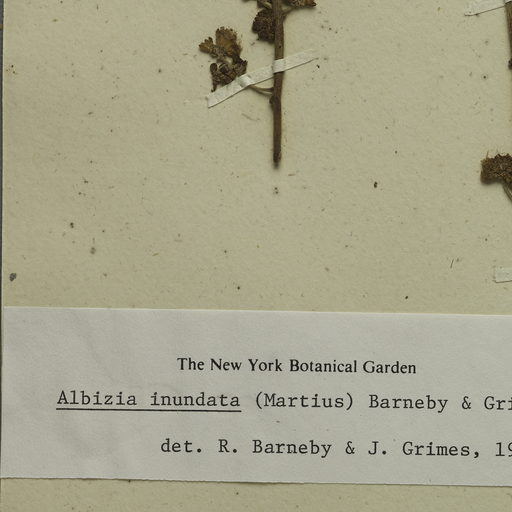 The New York Botanical Garden
Albizia inundata (Martius) Barneby & Gri
det. R. Barneby & J. Grimes, 19